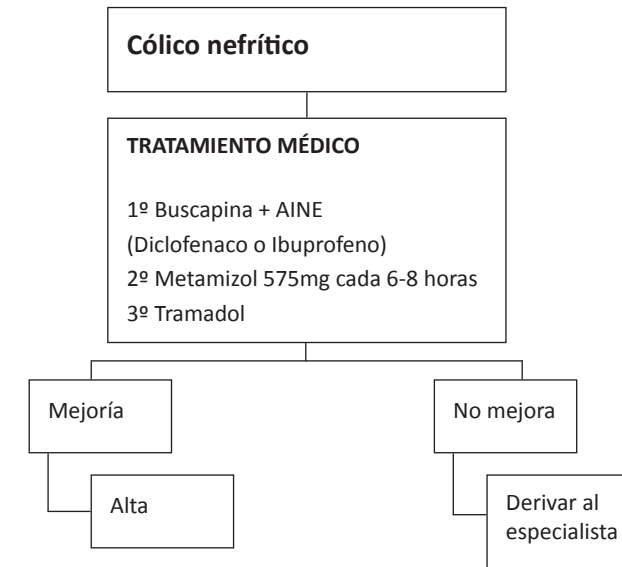 Cólico nefrítico
TRATAMIENTO MÉDICO
1º Buscapina + AINE
(Diclofenaco o Ibuprofeno)
2º Metamizol 575mg cada 6-8 horas
3º Tramadol
Mejoría
No mejora
Alta
Derivar al
especialista